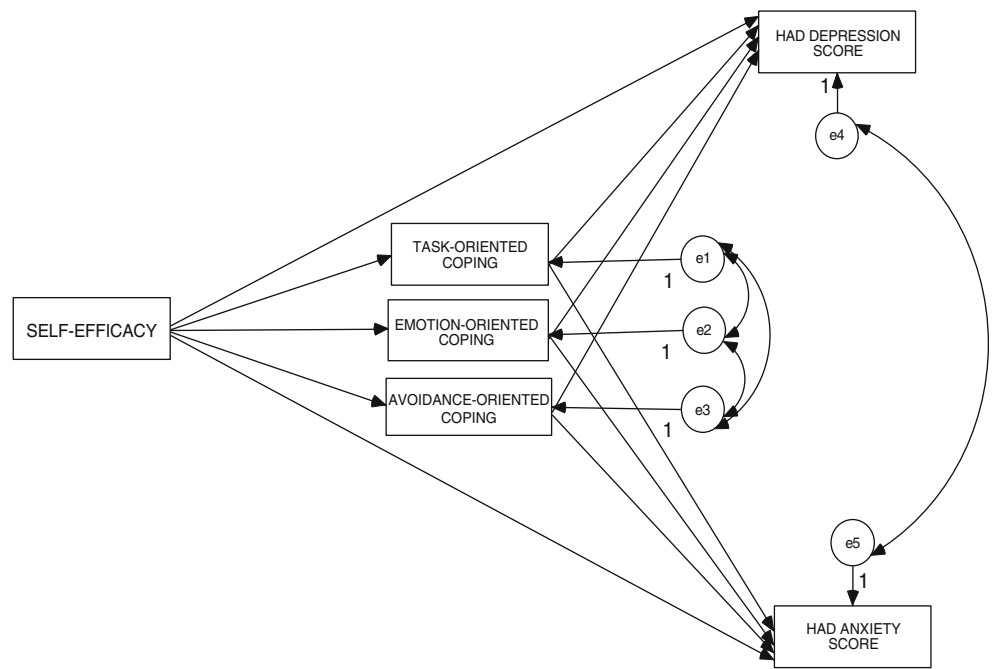 HAD DEPRESSION
SCORE
1
e4
TASK-ORIENTED
COPING
e1
1
SELF-EFFICACY
EMOTION-ORIENTED
COPING
e2
1
AVOIDANCE-ORIENTED
COPING
e3
1
e5
1
HAD ANXIETY
SCORE